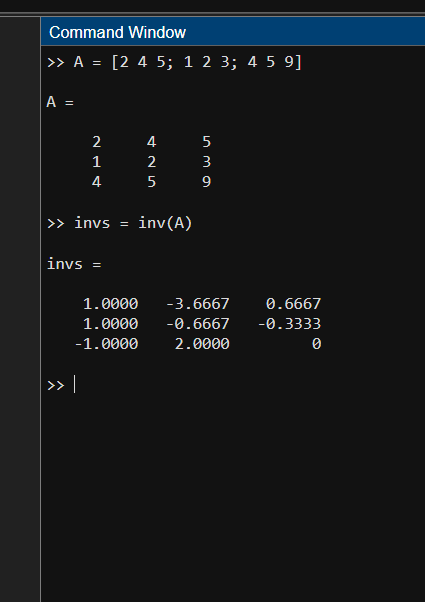 Command Window
>> A = [2 4 5; 1 2 3; 4 5 9]
A =
2 4 5
1 2 3
4 5 9
>> invs = inv(A)
invs =
1.0000 -3.6667 0.6667
1.0000 -0.6667 -0.3333
-1.0000 2.0000 0
>>